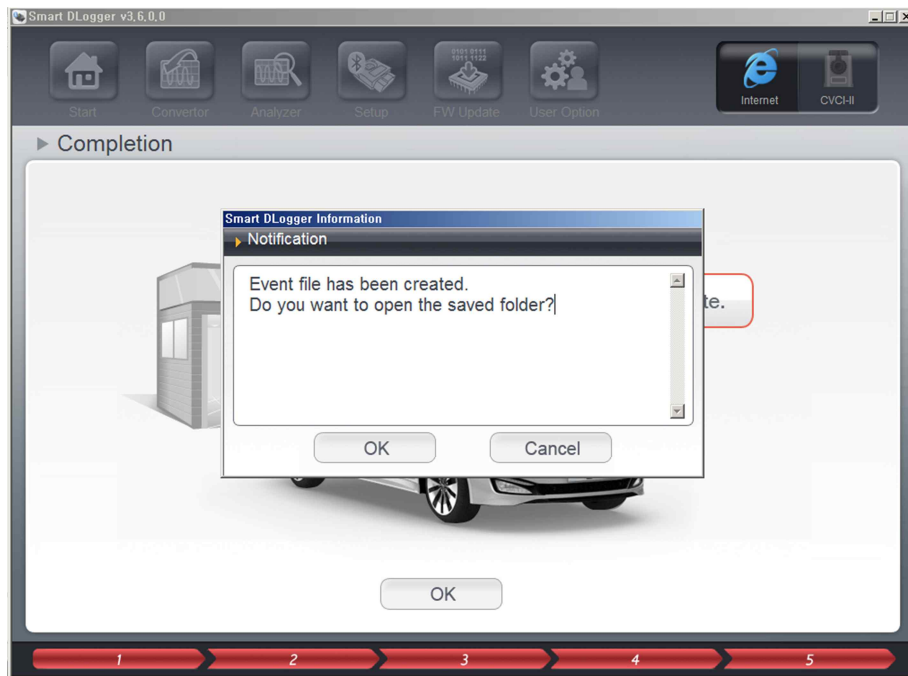 Smart DLogger v3,6,0,0
0101 0111
1011 1122
Start
Convertor
Analyzer
Setup
FW Update
User Option
Internet
CVCI-II
Completion
Smart DLogger Information
Notification
Event file has been created.
Do you want to open the saved folder?
te.
OK
Cancel
OK
1
2
3
4
5